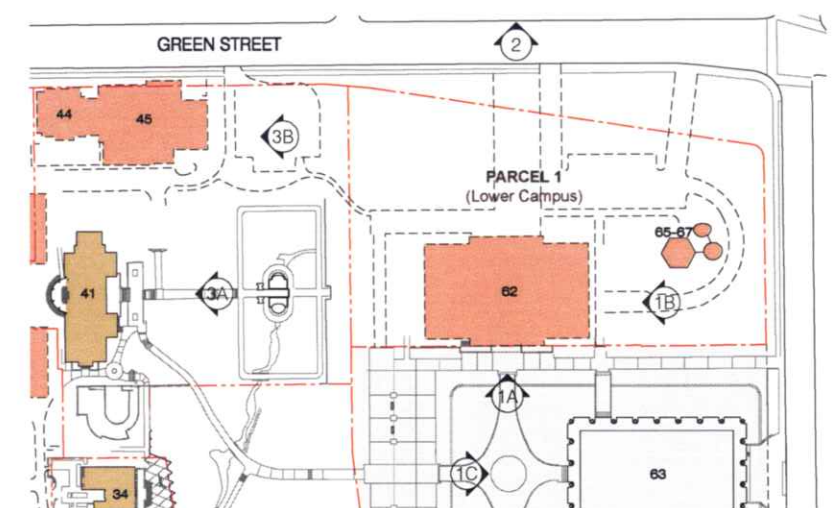 GREEN STREET
2
44
45
3B
PARCEL 1
(Lower Campus)
65-67
41
3A
62
1B
1A
1C
63
34